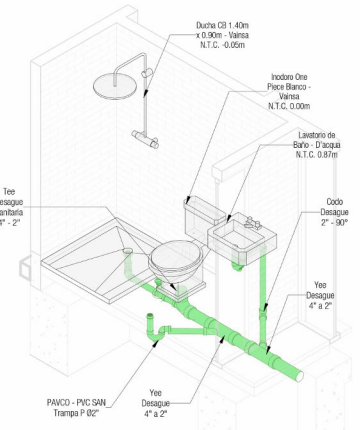 Ducha CB 1.40m
x 0.90m - Vainsa
N.T.C. -0.05m
Inodoro One
Piece Blanco -
Vainsa
N.T.C. 0.00m
Lavatorio de
Baño - D'acqua
N.T.C. 0.87m
Tee
esague
anitaria
4" - 2"
Codo
Desague
2" - 90°
Yee
Desague
4" a 2"
PAVCO - PVC SAN
Trampa P Ø2"
Yee
Desague
4" a 2"